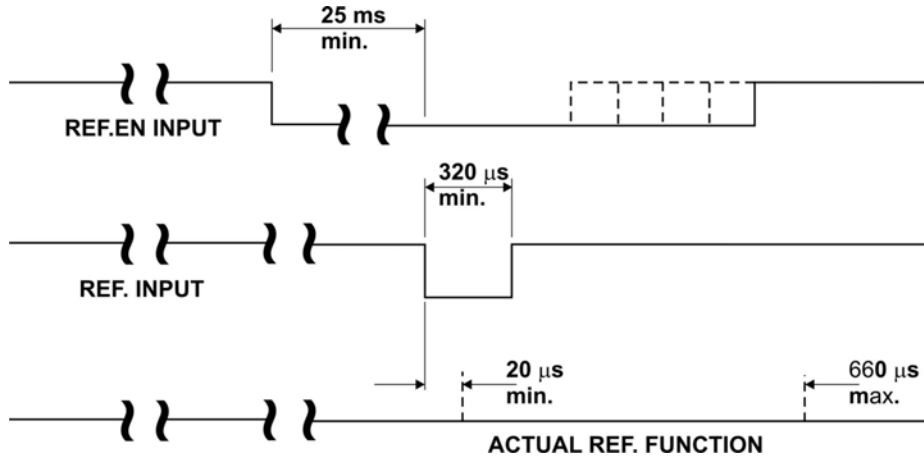 25 ms
min.
REF.EN INPUT
320 μs
min.
REF. INPUT
20 μs
min.
660 μs
max.
ACTUAL REF. FUNCTION